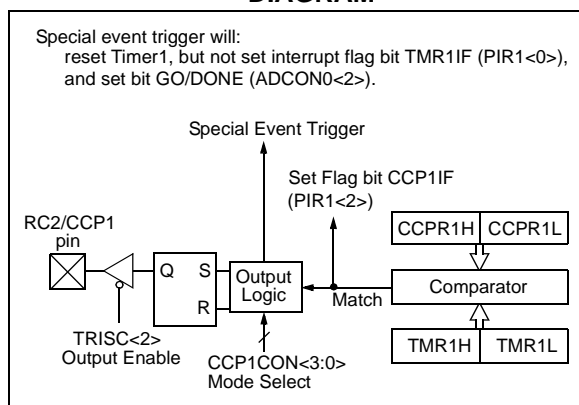 DIAGRAM
Special event trigger will:
reset Timer1, but not set interrupt flag bit TMR1IF (PIR1<0>),
and set bit GO/DONE (ADCON0<2>).
Special Event Trigger
Set Flag bit CCP1IF
(PIR1<2>)
RC2/CCP1
pin
CCPR1H CCPR1L
Q S Output
Logic
R
Match
Comparator
TRISC<2>
Output Enable
TMR1H TMR1L
CCP1CON<3:0>
Mode Select